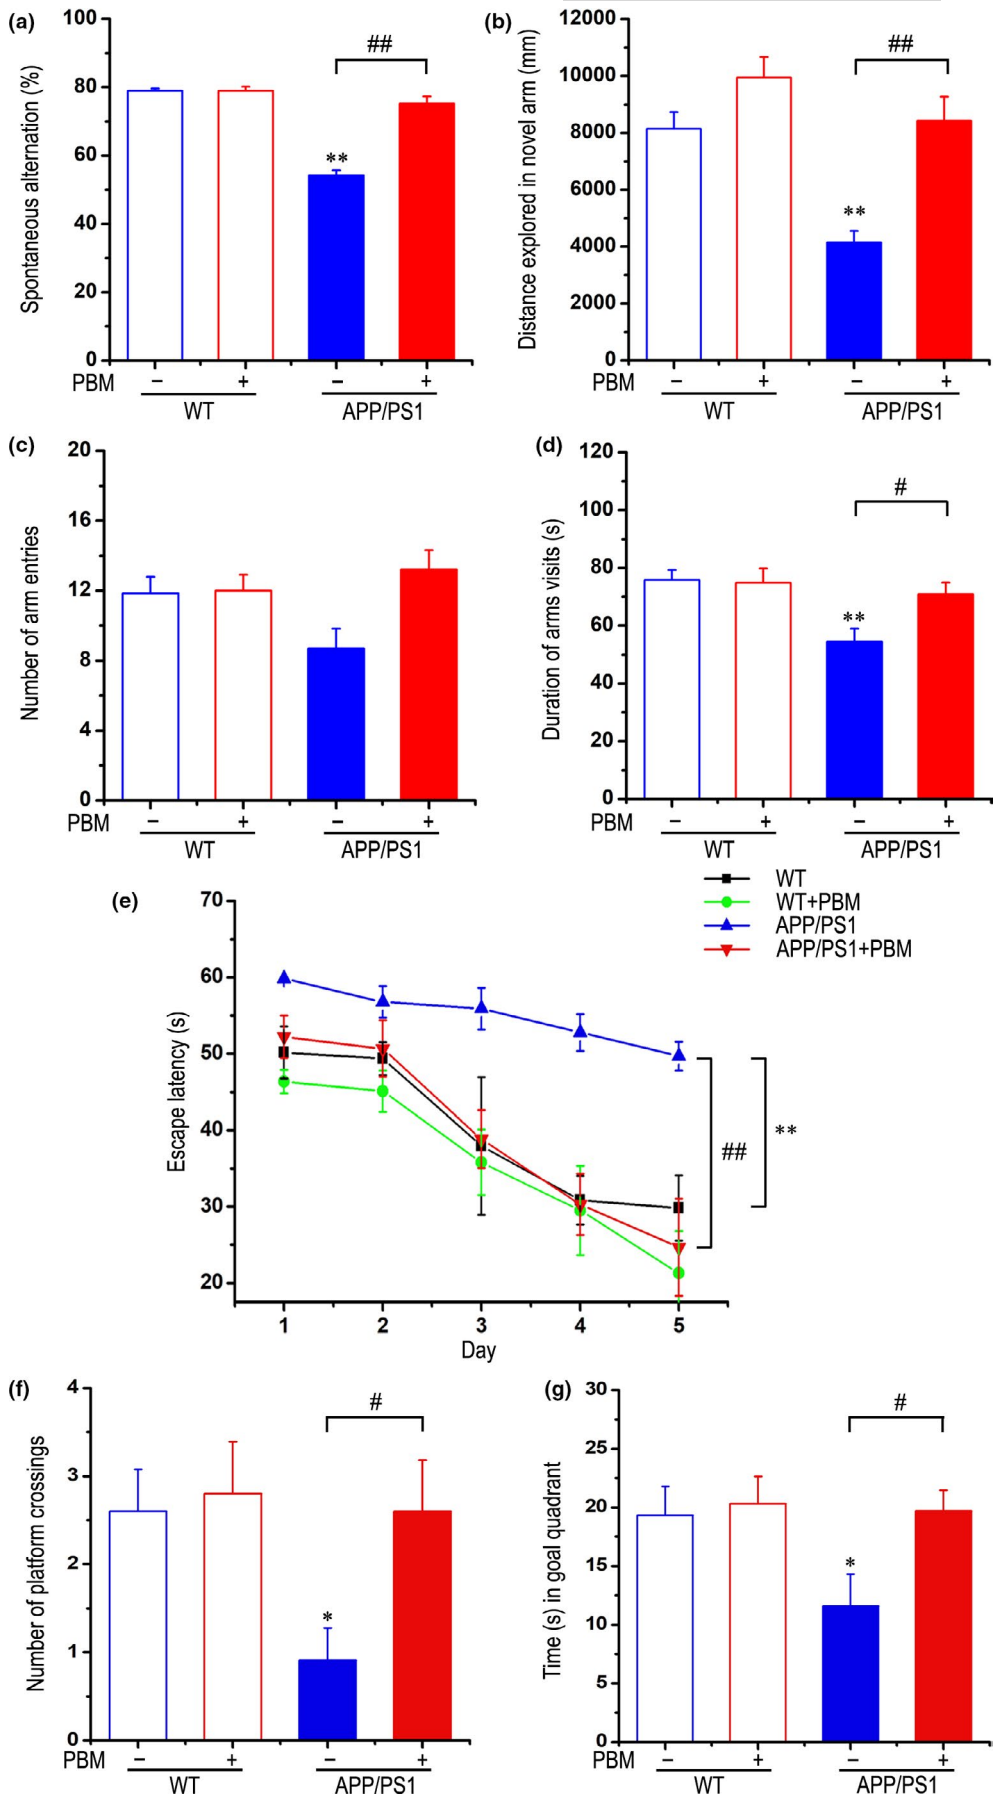 (a)
Spontaneous alternation (%)
100
80
60
40
20
0
**
##
PBM − + − +
WT APP/PS1
(b)
Distance explored in novel arm (mm)
12000
10000
8000
6000
4000
2000
0
**
##
PBM − + − +
WT APP/PS1
(c)
Number of arm entries
20
16
12
8
4
0
PBM − + − +
WT APP/PS1
(d)
Duration of arms visits (s)
120
100
80
60
40
20
0
**
#
PBM − + − +
WT APP/PS1
(e)
WT
WT+PBM
APP/PS1
APP/PS1+PBM
Escape latency (s)
70
60
50
40
30
20
##
**
1 2 3 4 5
Day
(f)
Number of platform crossings
4
3
2
1
0
*
#
PBM − + − +
WT APP/PS1
(g)
Time (s) in goal quadrant
30
25
20
15
10
5
0
*
#
PBM − + − +
WT APP/PS1